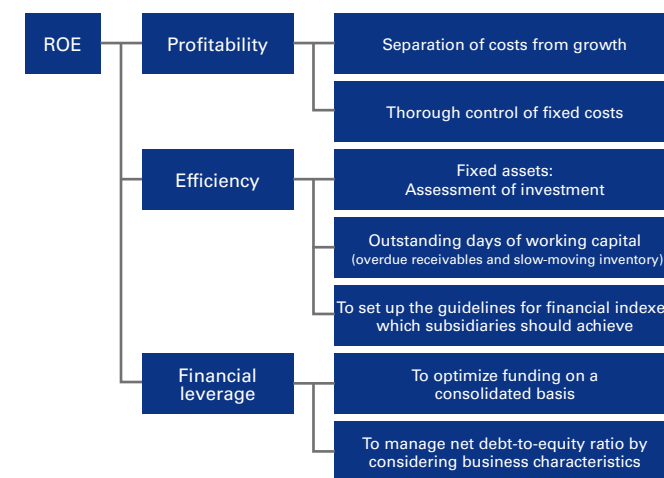 ROE
Profitability
Separation of costs from growth
Thorough control of fixed costs
Efficiency
Fixed assets:
Assessment of investment
Outstanding days of working capital
(overdue receivables and slow-moving inventory)
To set up the guidelines for financial indexe
which subsidiaries should achieve
Financial
leverage
To optimize funding on a
consolidated basis
To manage net debt-to-equity ratio by
considering business characteristics